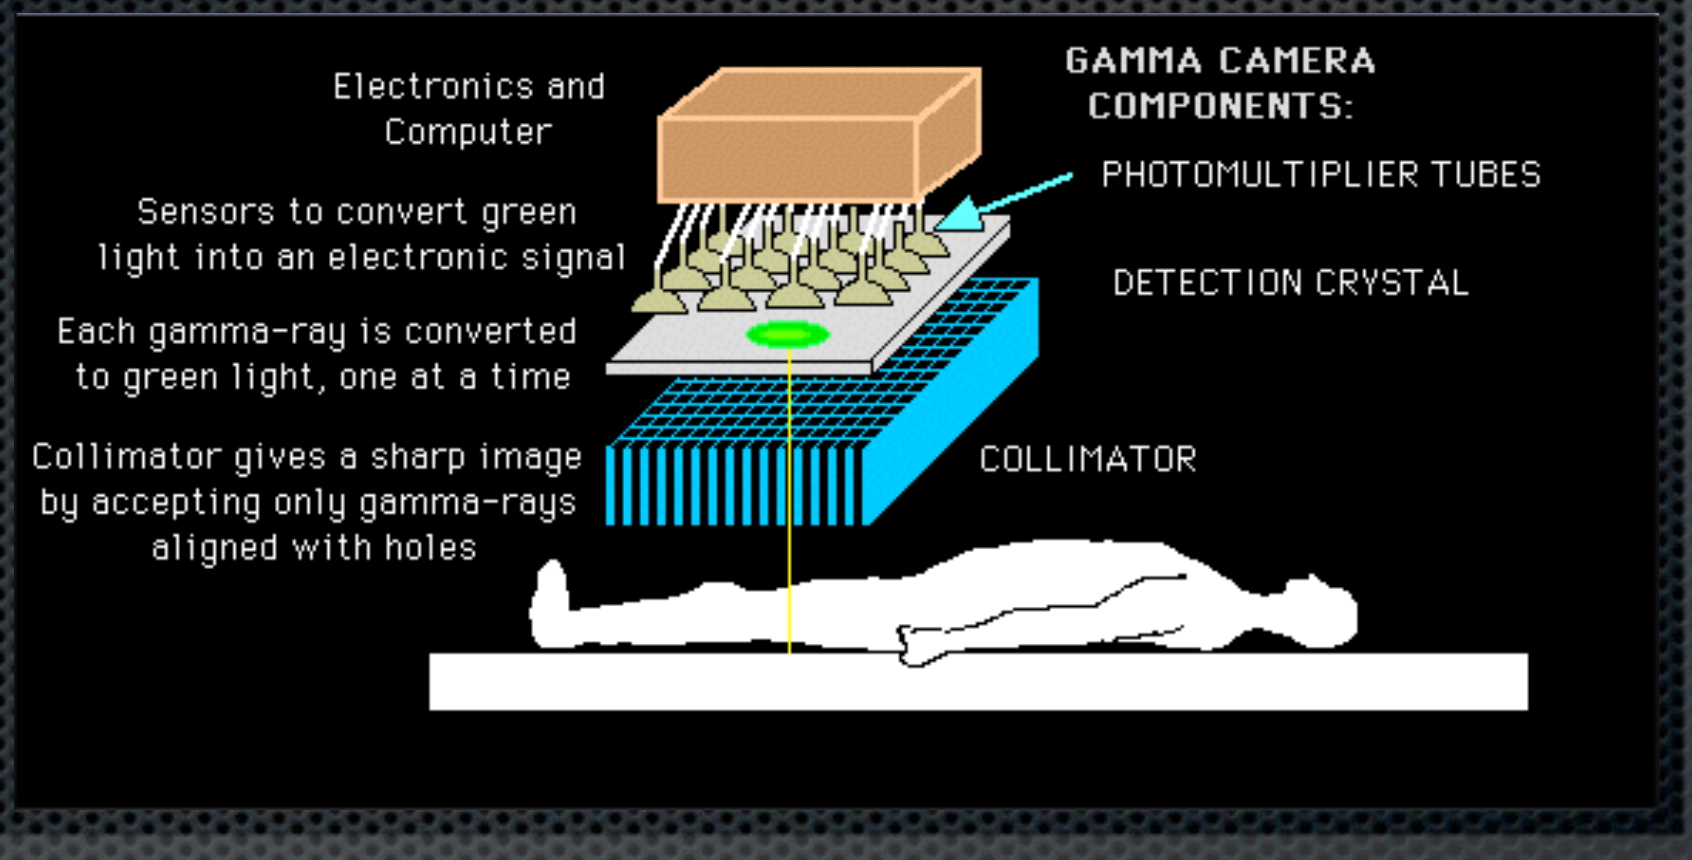 Electronics and
Computer
Sensors to convert green
light into an electronic signal
Each gamma-ray is converted
to green light, one at a time
Collimator gives a sharp image
by accepting only gamma-rays
aligned with holes
GAMMA CAMERA
COMPONENTS:
PHOTOMULTIPLIER TUBES
DETECTION CRYSTAL
COLLIMATOR